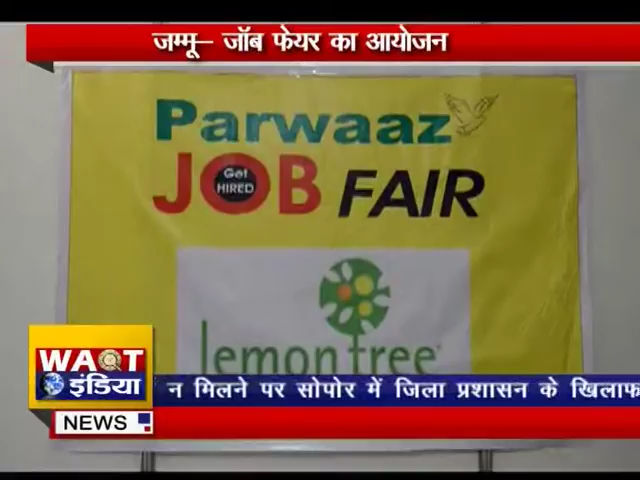 जम्मू– जॉब फेयर का आयोजन
Parwaaz
JOB FAIR
Get
HIRED
lemon tree
WAQT
इंडिया
न मिलने पर सोपोर में जिला प्रशासन के खिलाफ
NEWS